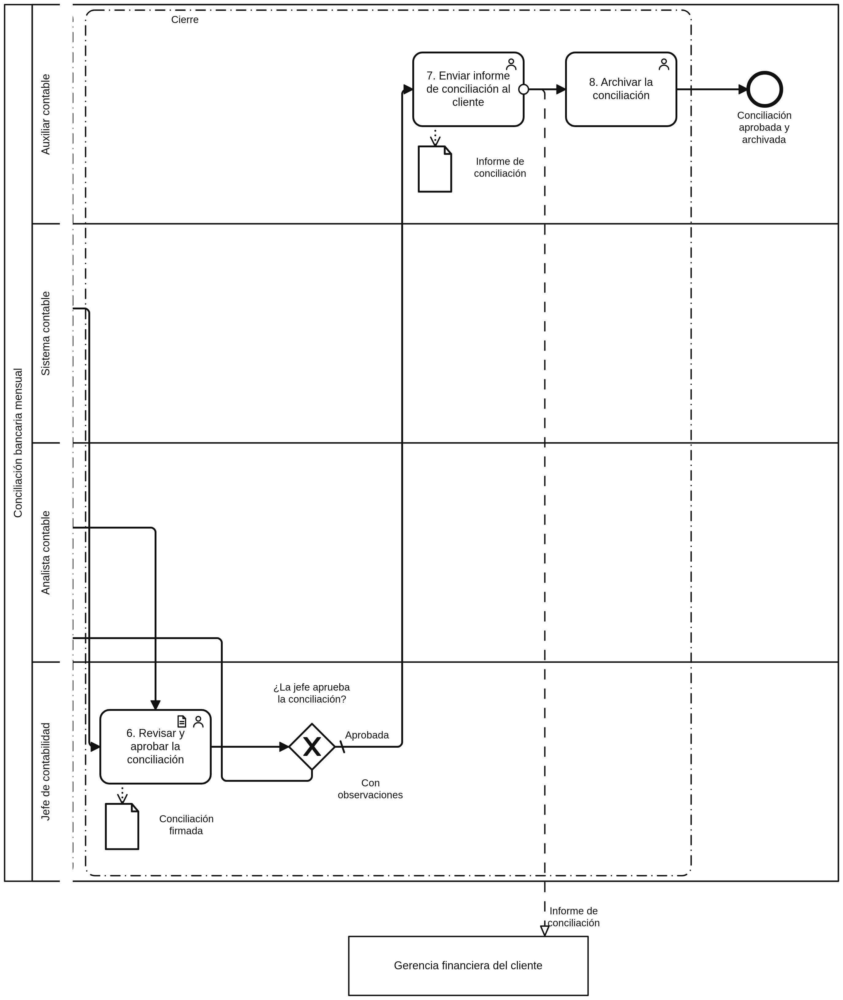 Conciliación bancaria mensual
Auxiliar contable
Sistema contable
Analista contable
Jefe de contabilidad
Cierre
7. Enviar informe
de conciliación al
cliente
8. Archivar la
conciliación
Conciliación
aprobada y
archivada
Informe de
conciliación
¿La jefe aprueba
la conciliación?
6. Revisar y
aprobar la
conciliación
Aprobada
Con
observaciones
Conciliación
firmada
Informe de
conciliación
Gerencia financiera del cliente